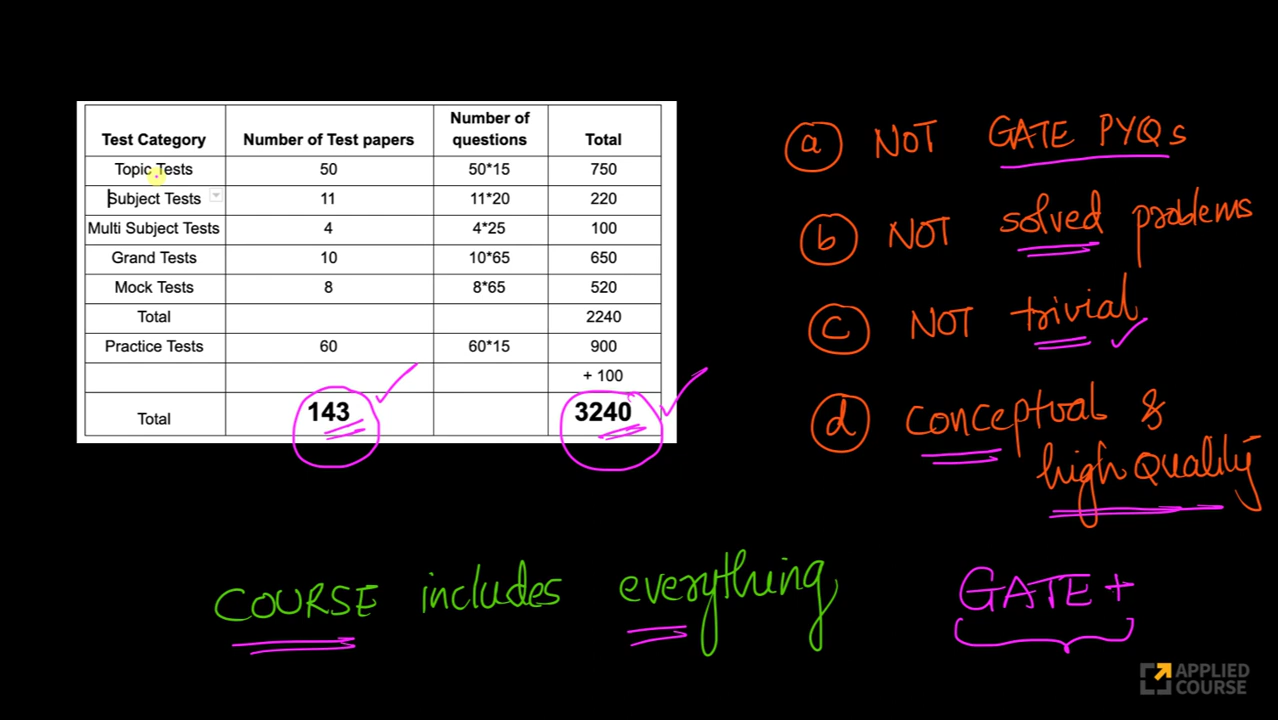 Test Category Number of Test papers Number of questions Total
Topic Tests 50 50*15 750
Subject Tests 11 11*20 220
Multi Subject Tests 4 4*25 100
Grand Tests 10 10*65 650
Mock Tests 8 8*65 520
Total 2240
Practice Tests 60 60*15 900
+ 100
Total 143 3240
a NOT GATE PYQs
b NOT solved problems
c NOT trivial
d conceptual &
high Quality
COURSE includes everything
GATE +
APPLIED
COURSE